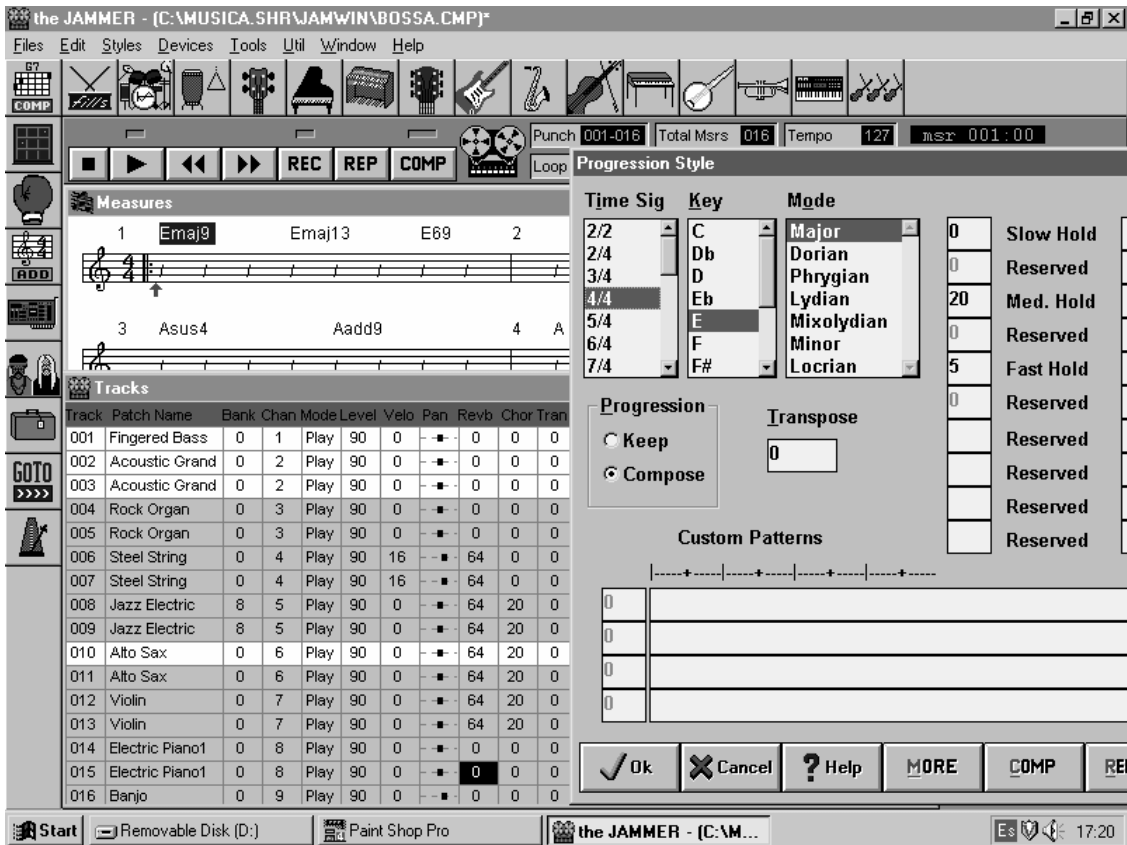 the JAMMER - (C:\MUSICA.SHR\JAMWIN\BOSSA.CMP)*
Files Edit Styles Devices Tools Util Window Help
G7
COMP
fills
ADD
GOTO
>>>>
REC REP COMP
Punch 001-016 Total Msrs 016 Tempo 127 msr 001:00
Loop
Measures
1 Emaj9 Emaj13 E69 2
4
4
3 Asus4 Aadd9 4 A
Tracks
Track Patch Name Bank Chan Mode Level Velo Pan Revb Chor Tran
001 Fingered Bass 0 1 Play 90 0 0 0 0
002 Acoustic Grand 0 2 Play 90 0 0 0 0
003 Acoustic Grand 0 2 Play 90 0 0 0 0
004 Rock Organ 0 3 Play 90 0 0 0 0
005 Rock Organ 0 3 Play 90 0 0 0 0
006 Steel String 0 4 Play 90 16 64 0 0
007 Steel String 0 4 Play 90 16 64 0 0
008 Jazz Electric 8 5 Play 90 0 64 20 0
009 Jazz Electric 8 5 Play 90 0 64 20 0
010 Alto Sax 0 6 Play 90 0 64 20 0
011 Alto Sax 0 6 Play 90 0 64 20 0
012 Violin 0 7 Play 90 0 64 20 0
013 Violin 0 7 Play 90 0 64 20 0
014 Electric Piano1 0 8 Play 90 0 0 0 0
015 Electric Piano1 0 8 Play 90 0 0 0 0
016 Banjo 0 9 Play 90 0 0 0 0
Progression Style
Time Sig
2/2
2/4
3/4
4/4
5/4
6/4
7/4
Key
C
Db
D
Eb
E
F
F#
Mode
Major
Dorian
Phrygian
Lydian
Mixolydian
Minor
Locrian
0 Slow Hold
0 Reserved
20 Med. Hold
0 Reserved
5 Fast Hold
0 Reserved
Reserved
Reserved
Reserved
Reserved
Progression
Keep
Compose
Transpose
0
Custom Patterns
|-----+-----|-----+-----|-----+-----|-----+-----
0
0
0
0
Ok Cancel ? Help MORE COMP
Start Removable Disk (D:) Paint Shop Pro the JAMMER - (C:\M... Es 17:20